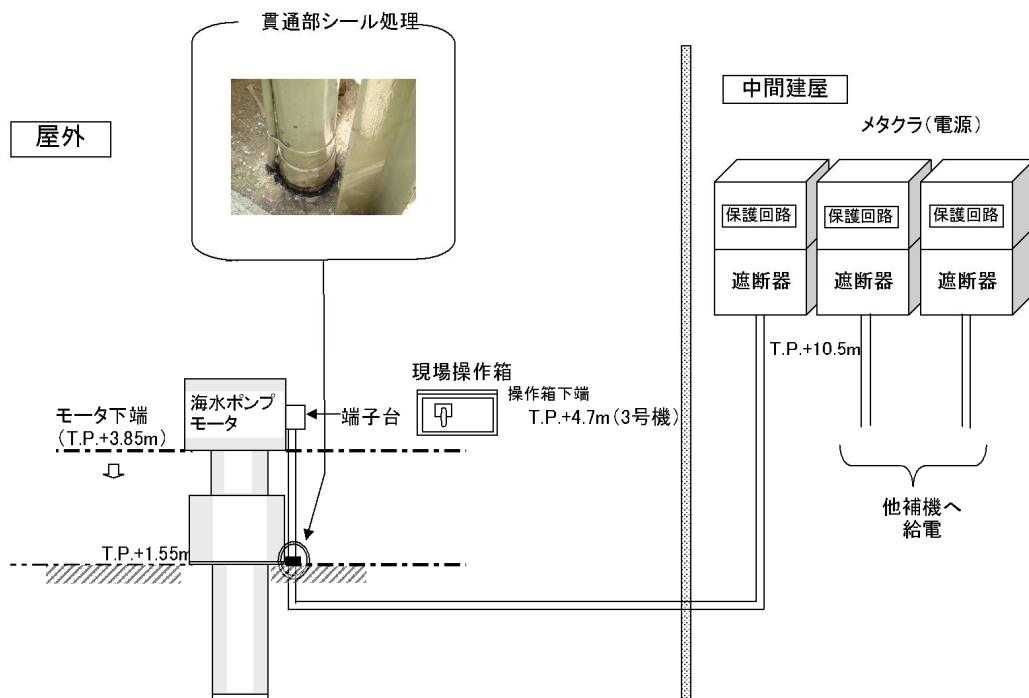 貫通部シール処理
屋外
中間建屋
メタクラ(電源)
保護回路
保護回路
保護回路
遮断器
遮断器
遮断器
T.P.+10.5m
現場操作箱
操作箱下端
T.P.+4.7m(3号機)
海水ポンプ
モータ
端子台
モータ下端
(T.P.+3.85m)
他補機へ
給電
T.P.+1.55m